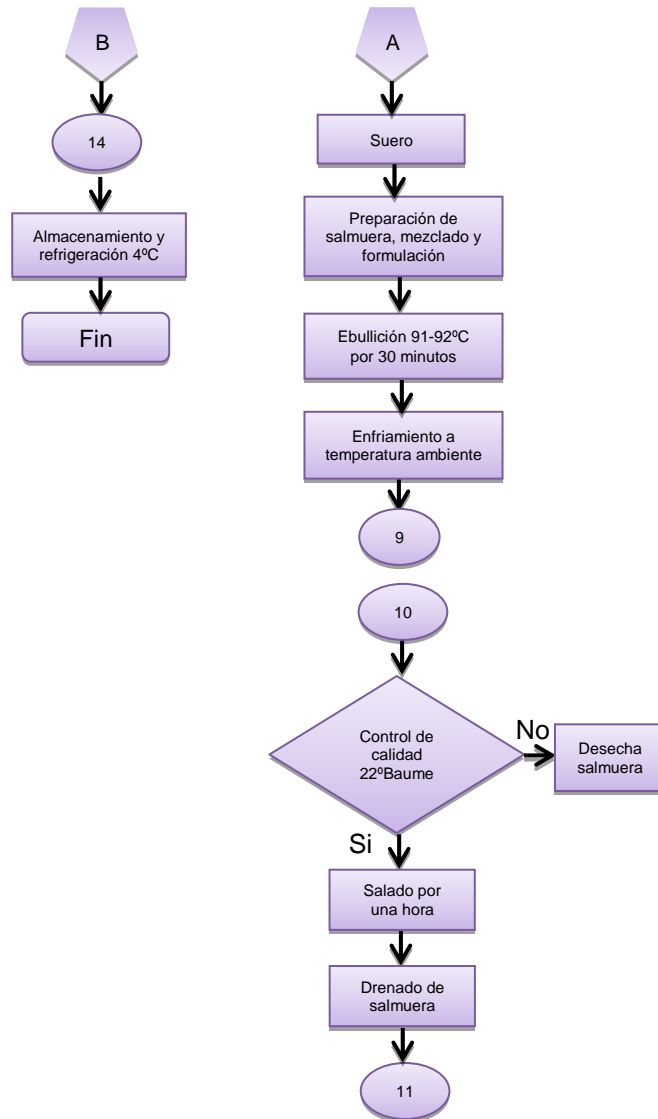 B
14
Almacenamiento y
refrigeración 4ºC
Fin
A
Suero
Preparación de
salmuera, mezclado y
formulación
Ebullición 91-92ºC
por 30 minutos
Enfriamiento a
temperatura ambiente
9
10
Control de
calidad
22ºBaume
No
Desecha
salmuera
Si
Salado por
una hora
Drenado de
salmuera
11